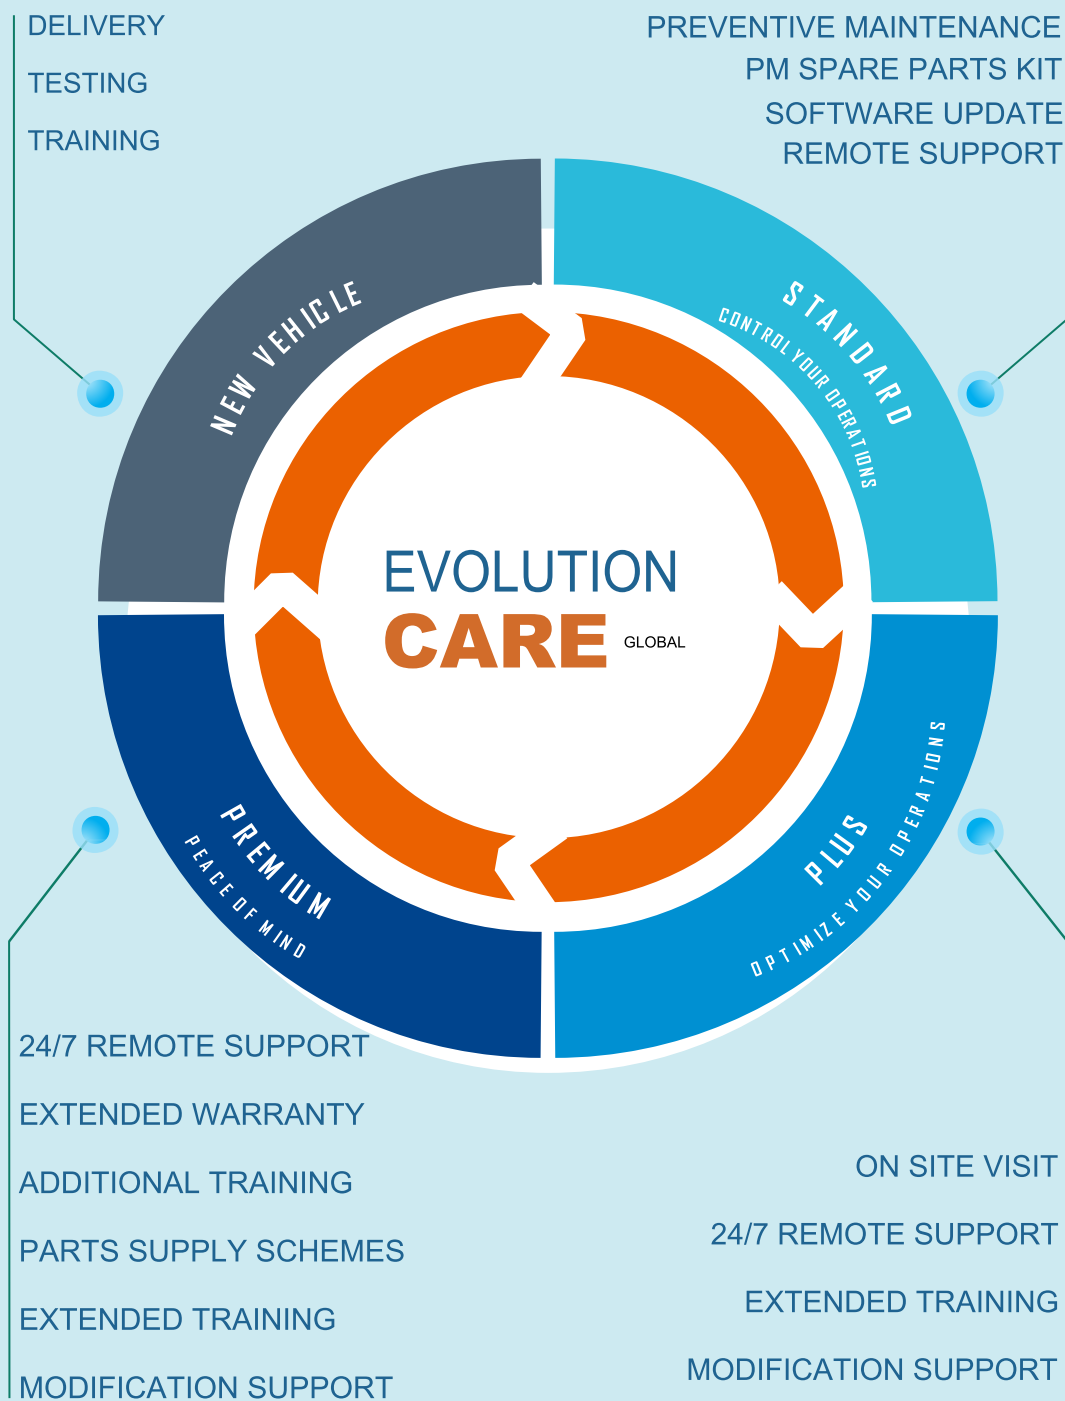 DELIVERY
TESTING
TRAINING
PREVENTIVE MAINTENANCE
PM SPARE PARTS KIT
SOFTWARE UPDATE
REMOTE SUPPORT
NEW VEHICLE
STANDARD
CONTROL YOUR OPERATIONS
EVOLUTION
CARE GLOBAL
PREMIUM
PEACE OF MIND
PLUS
OPTIMIZE YOUR OPERATIONS
24/7 REMOTE SUPPORT
EXTENDED WARRANTY
ADDITIONAL TRAINING
PARTS SUPPLY SCHEMES
EXTENDED TRAINING
MODIFICATION SUPPORT
ON SITE VISIT
24/7 REMOTE SUPPORT
EXTENDED TRAINING
MODIFICATION SUPPORT